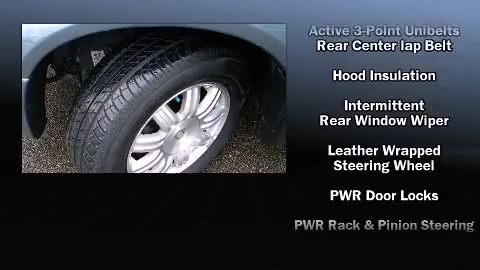 Active 3-Point Unibelts
Rear Center lap Belt
Hood Insulation
Intermittent
Rear Window Wiper
Leather Wrapped
Steering Wheel
PWR Door Locks
PWR Rack & Pinion Steering